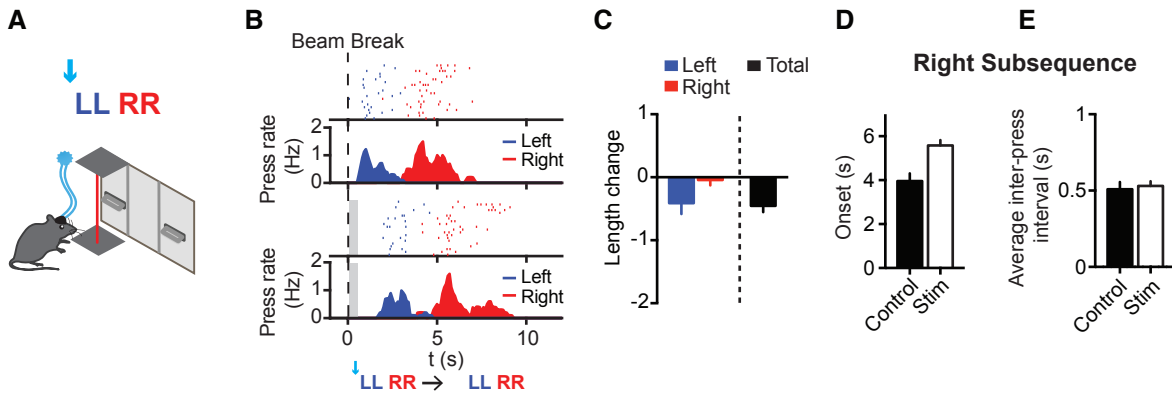 A
LL RR
B
Beam Break
Press rate
(Hz)
2
1
0
Left
Right
Press rate
(Hz)
2
1
0
Left
Right
0
5
10
t (s)
LL RR → LL RR
C
Left
Right
Total
Length change
1
0
-1
-2
D
E
Right Subsequence
Onset (s)
6
4
2
0
Control
Stim
Average inter-press
interval (s)
1
0.5
0
Control
Stim